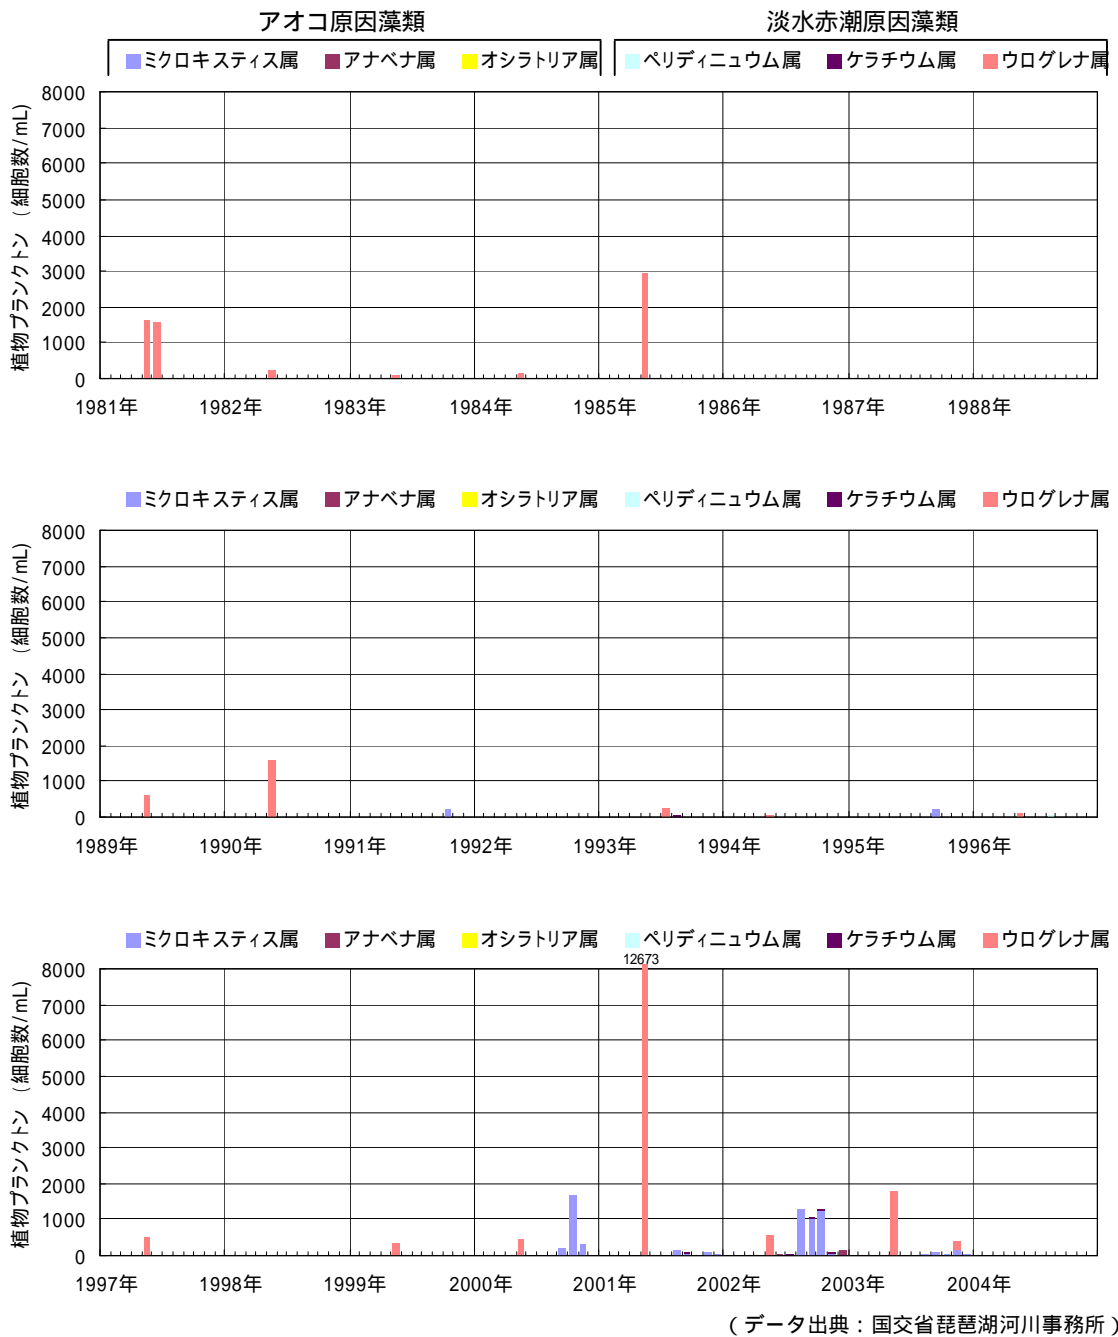 アオコ原因藻類 淡水赤潮原因藻類
ミクロキスティス属 アナベナ属 オシラトリア属 ペリディニュウム属 ケラチウム属 ウログレナ属
植物プランクトン (細胞数/mL)
8000
7000
6000
5000
4000
3000
2000
1000
0
1981年 1982年 1983年 1984年 1985年 1986年 1987年 1988年
ミクロキスティス属 アナベナ属 オシラトリア属 ペリディニュウム属 ケラチウム属 ウログレナ属
植物プランクトン (細胞数/mL)
8000
7000
6000
5000
4000
3000
2000
1000
0
1989年 1990年 1991年 1992年 1993年 1994年 1995年 1996年
ミクロキスティス属 アナベナ属 オシラトリア属 ペリディニュウム属 ケラチウム属 ウログレナ属
12673
植物プランクトン (細胞数/mL)
8000
7000
6000
5000
4000
3000
2000
1000
0
1997年 1998年 1999年 2000年 2001年 2002年 2003年 2004年
(データ出典：国交省琵琶湖河川事務所)